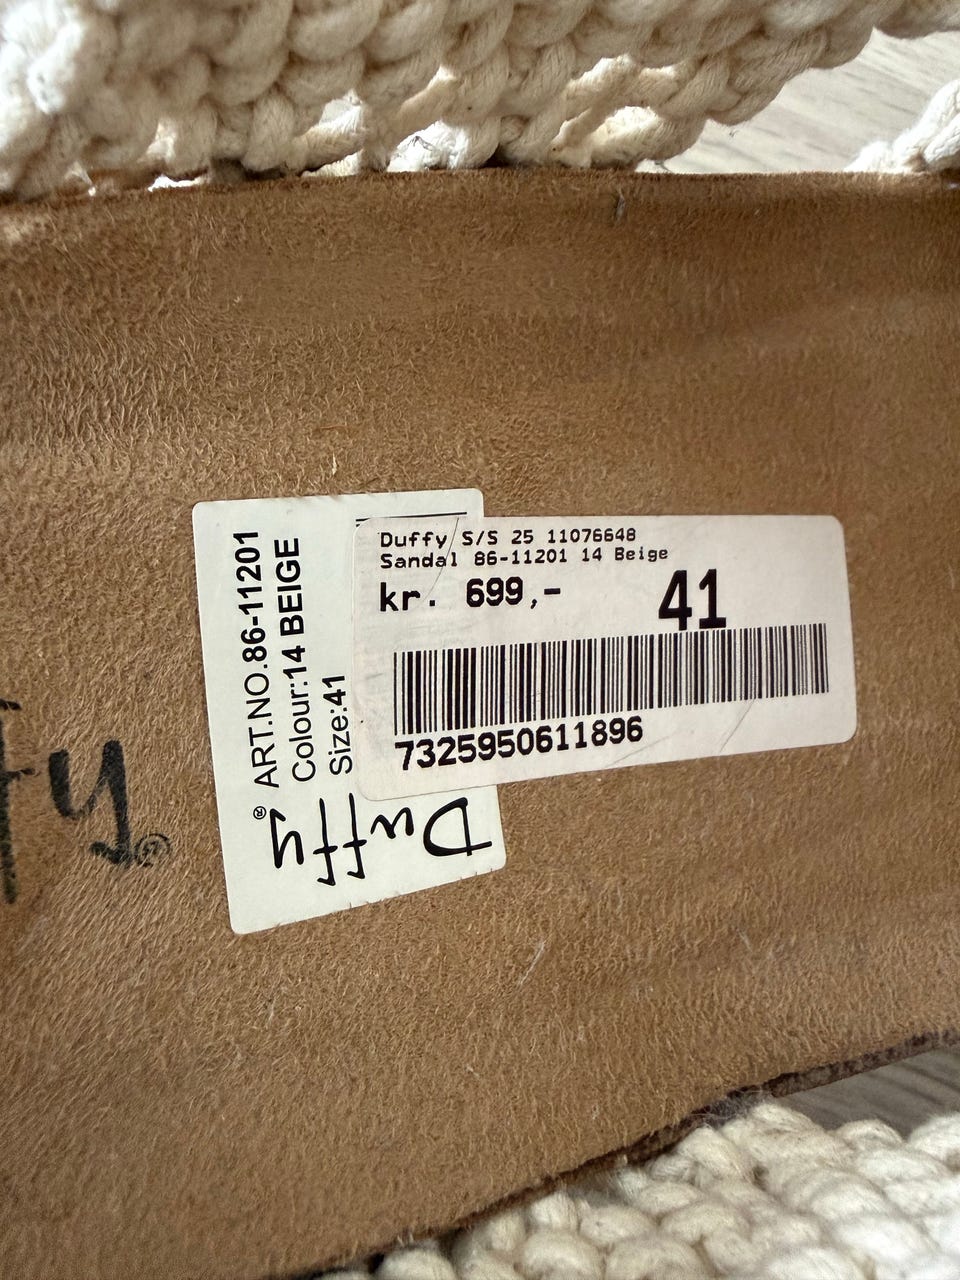 ffy®
ART.NO.86-11201
Colour:14 BEIGE
Size:41
Duffy®
Duffy S/S 25 11076648
Sandal 86-11201 14 Beige
kr. 699,-
41
7325950611896